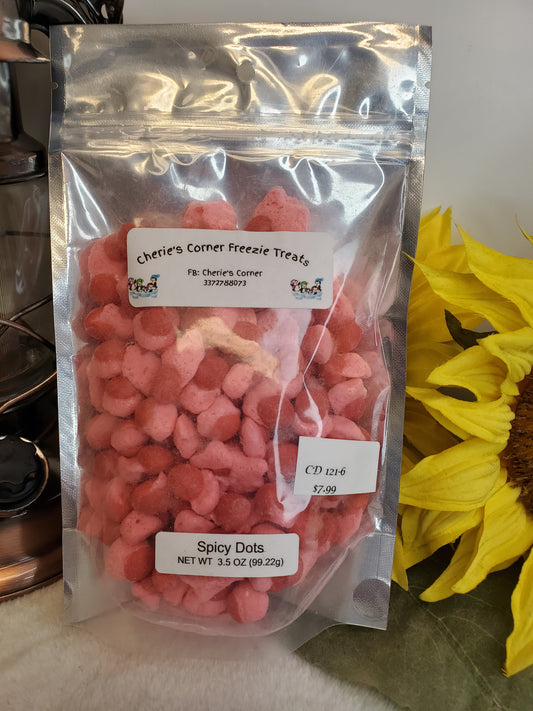 Cherie's Corner Freezie Treats
FB: Cherie's Corner
3372788073
CD 121-6
$7.99
Spicy Dots
NET WT 3.5 OZ (99.22g)